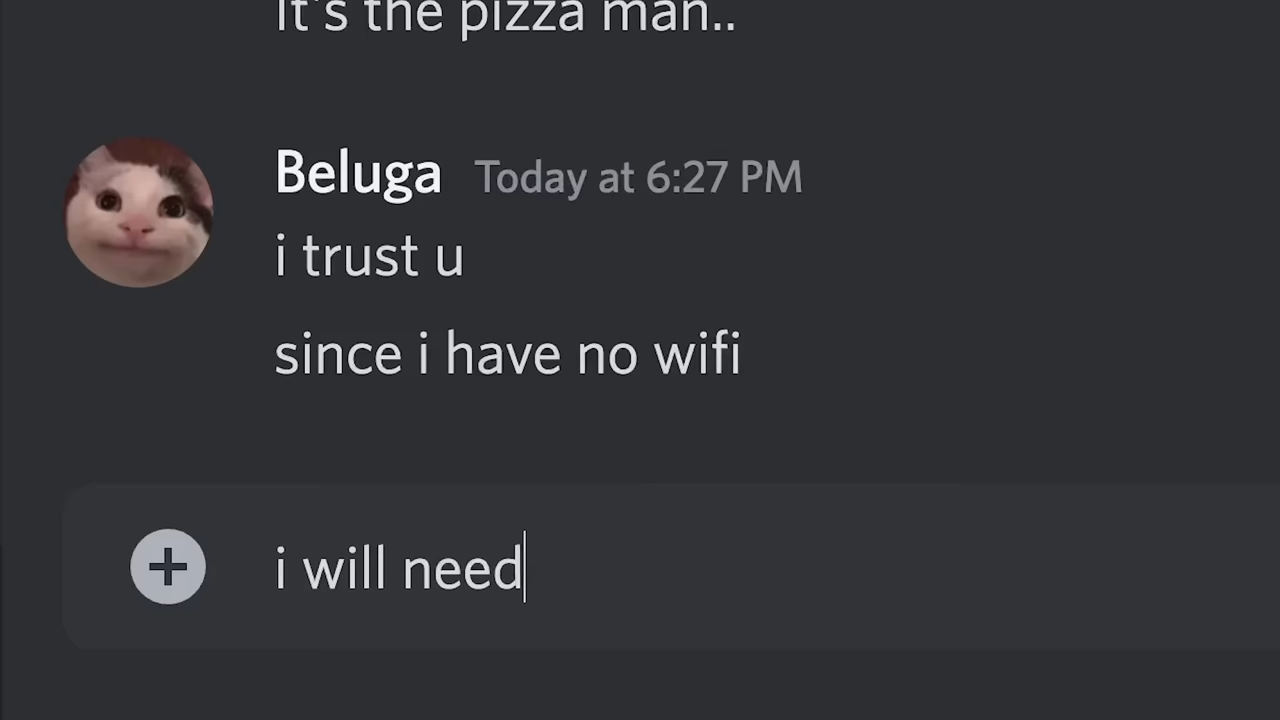 It's the pizza man..
Beluga Today at 6:27 PM
i trust u
since i have no wifi
i will need